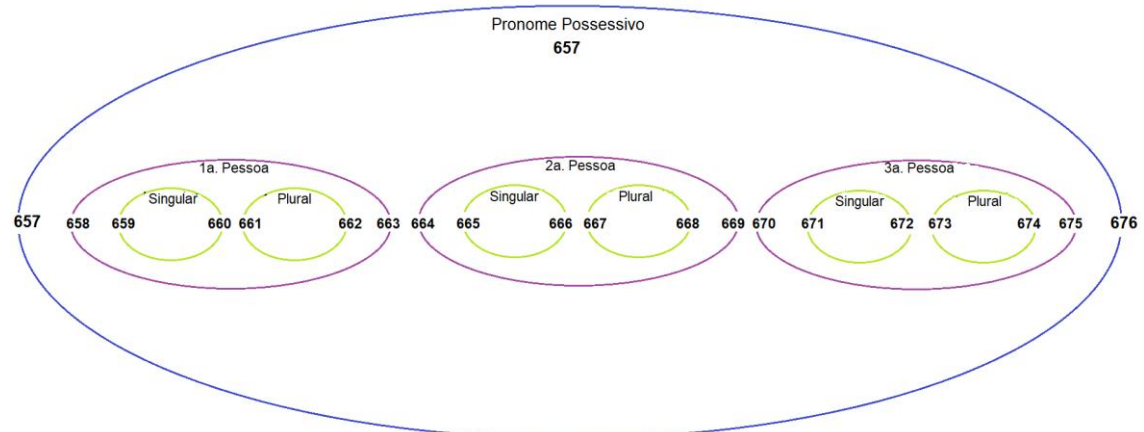 Pronome Possessivo
657
1a. Pessoa 2a. Pessoa 3a. Pessoa
Singular Plural Singular Plural Singular Plural
657 658 659 660 661 662 663 664 665 666 667 668 669 670 671 672 673 674 675 676